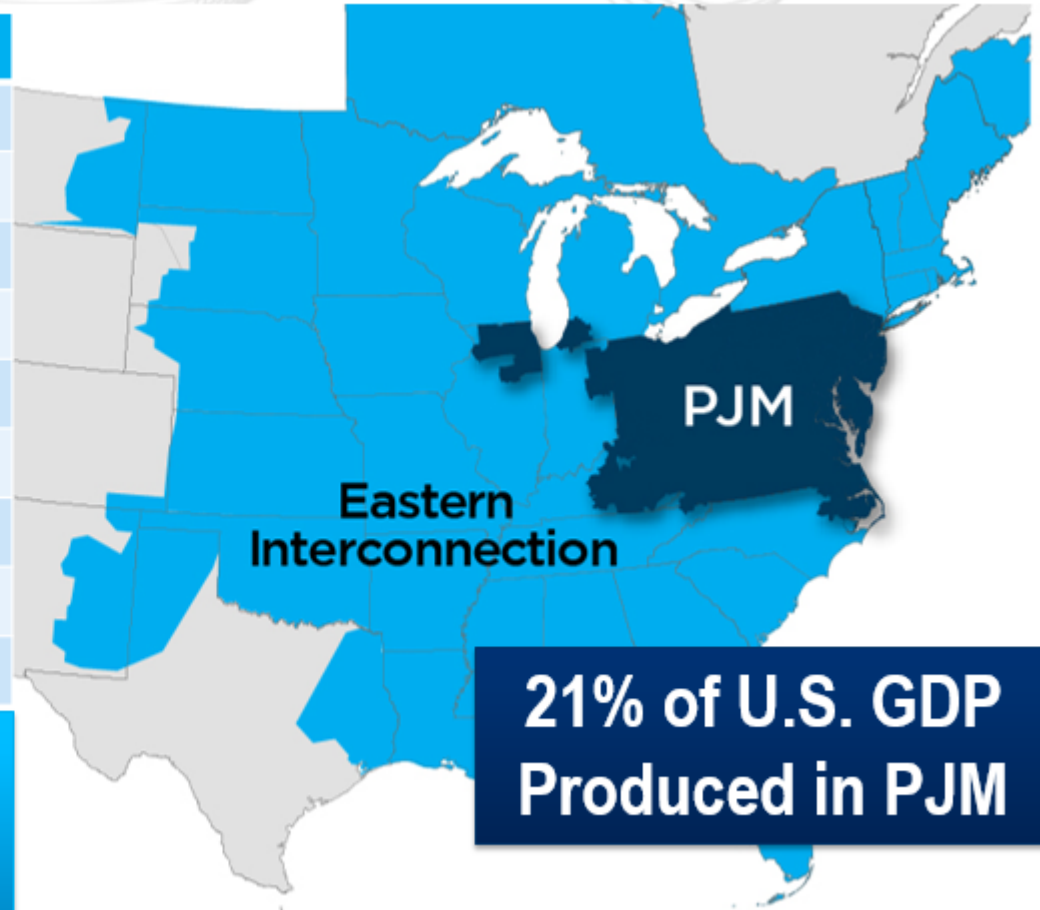 PJM
Eastern
Interconnection
21% of U.S. GDP
Produced in PJM